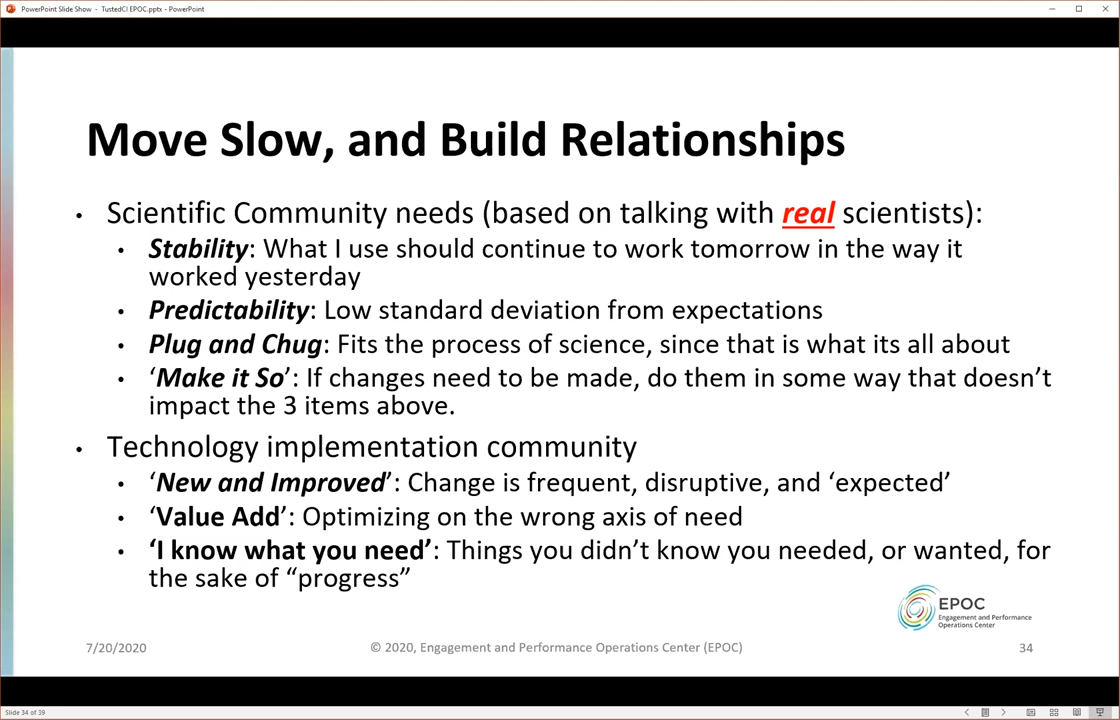 PowerPoint Slide Show - TustedCI EPOC.pptx - PowerPoint
Move Slow, and Build Relationships
• Scientific Community needs (based on talking with real scientists):
• Stability: What I use should continue to work tomorrow in the way it
worked yesterday
• Predictability: Low standard deviation from expectations
• Plug and Chug: Fits the process of science, since that is what its all about
• ‘Make it So’: If changes need to be made, do them in some way that doesn’t
impact the 3 items above.
• Technology implementation community
• ‘New and Improved’: Change is frequent, disruptive, and ‘expected’
• ‘Value Add’: Optimizing on the wrong axis of need
• ‘I know what you need’: Things you didn’t know you needed, or wanted, for
the sake of “progress”
EPOC
Engagement and Performance
Operations Center
7/20/2020
© 2020, Engagement and Performance Operations Center (EPOC)
34
Slide 34 of 39